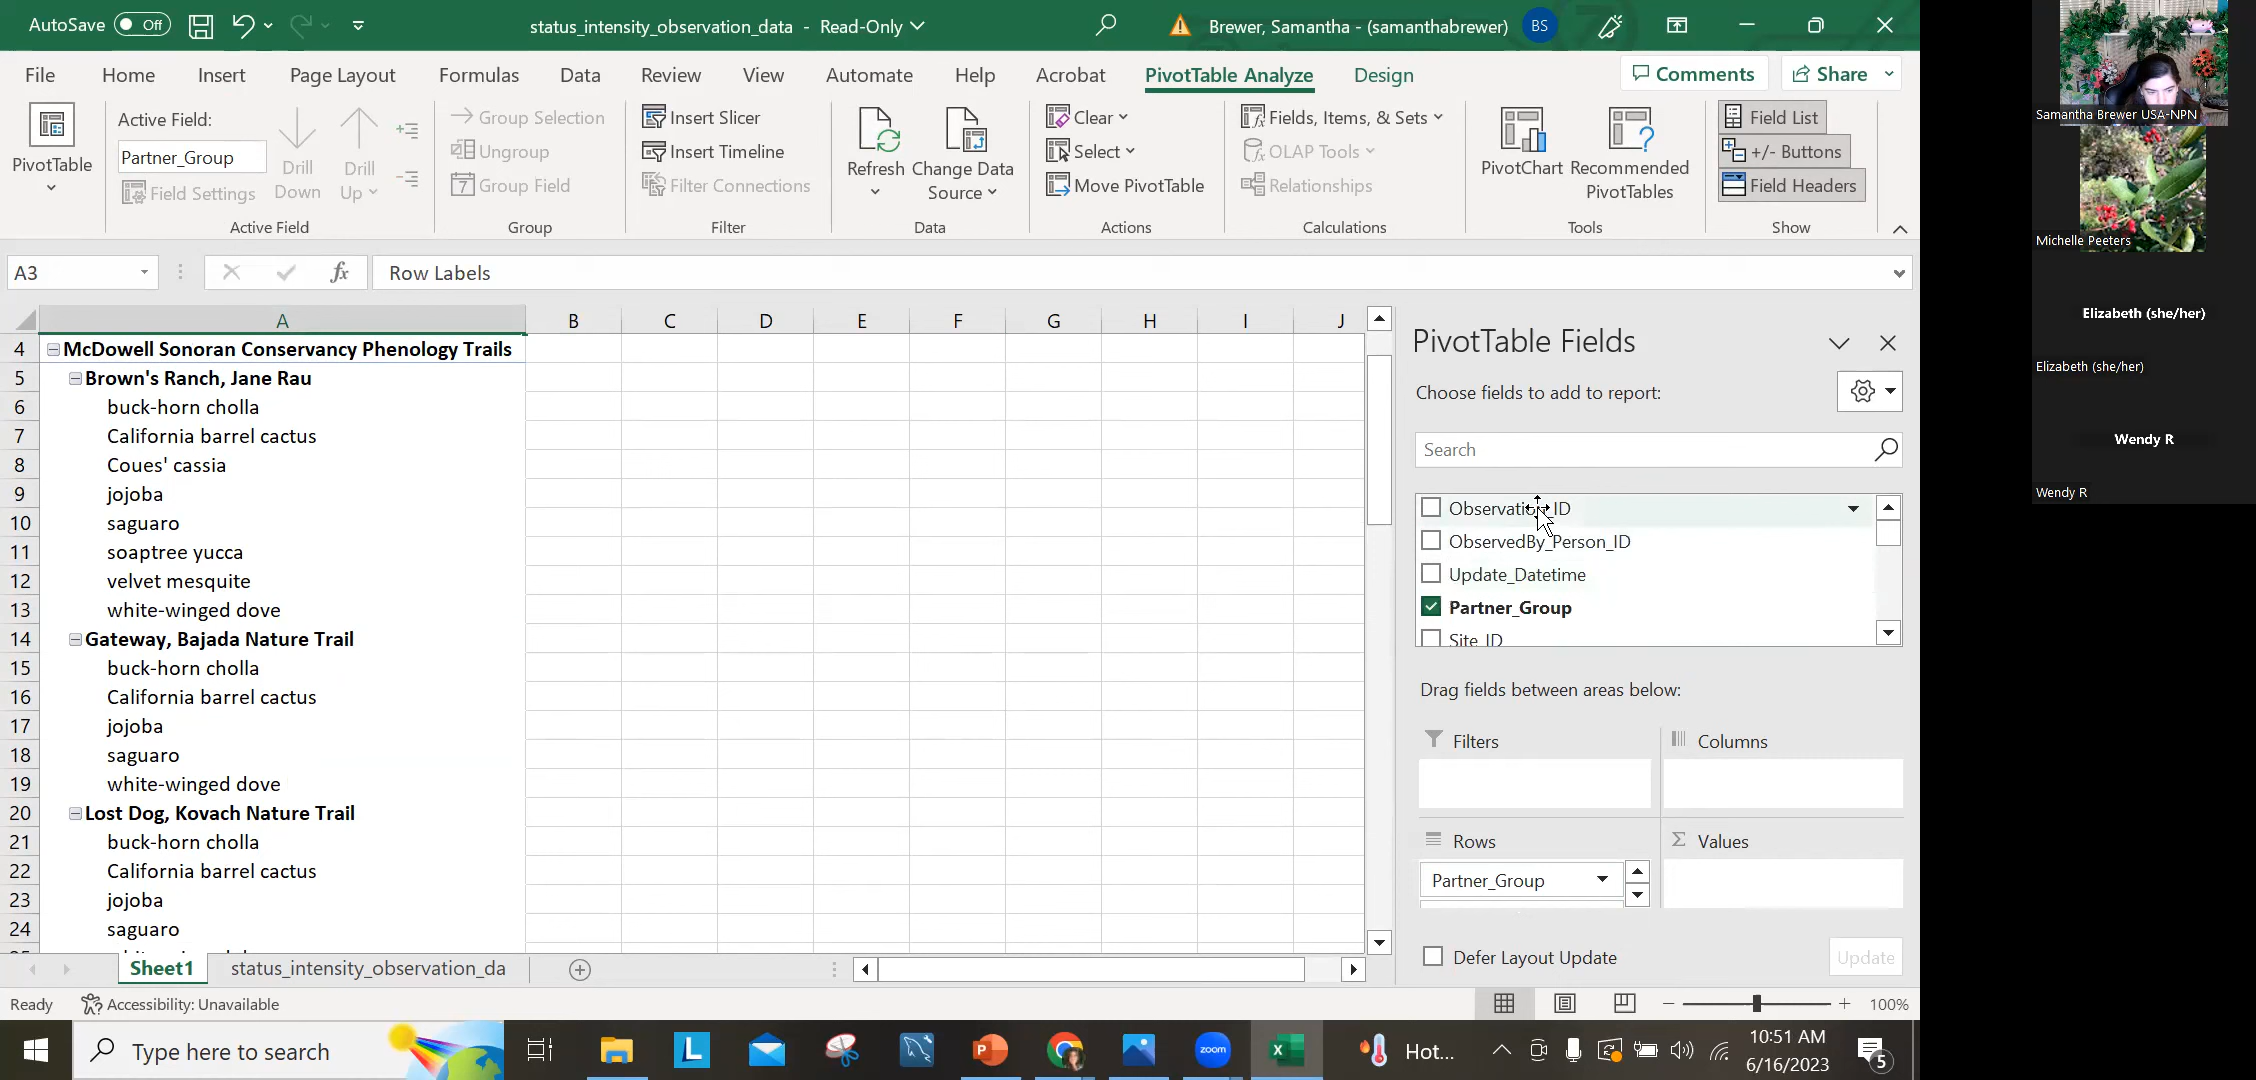 AutoSave Off status_intensity_observation_data - Read-Only Brewer, Samantha - (samanthabrewer) BS
File Home Insert Page Layout Formulas Data Review View Automate Help Acrobat PivotTable Analyze Design Comments Share
PivotTable
Active Field:
Partner_Group
Field Settings
Drill Down
Drill Up
Active Field
Group Selection
Ungroup
7 Group Field
Group
Insert Slicer
Insert Timeline
Filter Connections
Filter
Refresh
Change Data Source
Data
Clear
Select
Move PivotTable
Actions
Fields, Items, & Sets
OLAP Tools
Relationships
Calculations
PivotChart
Recommended PivotTables
Tools
Field List
+/- Buttons
Field Headers
Show
A3 fx Row Labels
A B C D E F G H I J
4 McDowell Sonoran Conservancy Phenology Trails
5 Brown's Ranch, Jane Rau
6 buck-horn cholla
7 California barrel cactus
8 Coues' cassia
9 jojoba
10 saguaro
11 soaptree yucca
12 velvet mesquite
13 white-winged dove
14 Gateway, Bajada Nature Trail
15 buck-horn cholla
16 California barrel cactus
17 jojoba
18 saguaro
19 white-winged dove
20 Lost Dog, Kovach Nature Trail
21 buck-horn cholla
22 California barrel cactus
23 jojoba
24 saguaro
PivotTable Fields
Choose fields to add to report:
Search
Observation_ID
ObservedBy_Person_ID
Update_Datetime
Partner_Group
Site_ID
Drag fields between areas below:
Filters
Columns
Rows
Σ Values
Partner_Group
Defer Layout Update Update
Sheet1 status_intensity_observation_da
Ready Accessibility: Unavailable 100%
Type here to search L P zoom X Hot... 10:51 AM
6/16/2023
5
Samantha Brewer USA-NPN
Michelle Peeters
Elizabeth (she/her)
Elizabeth (she/her)
Wendy R
Wendy R